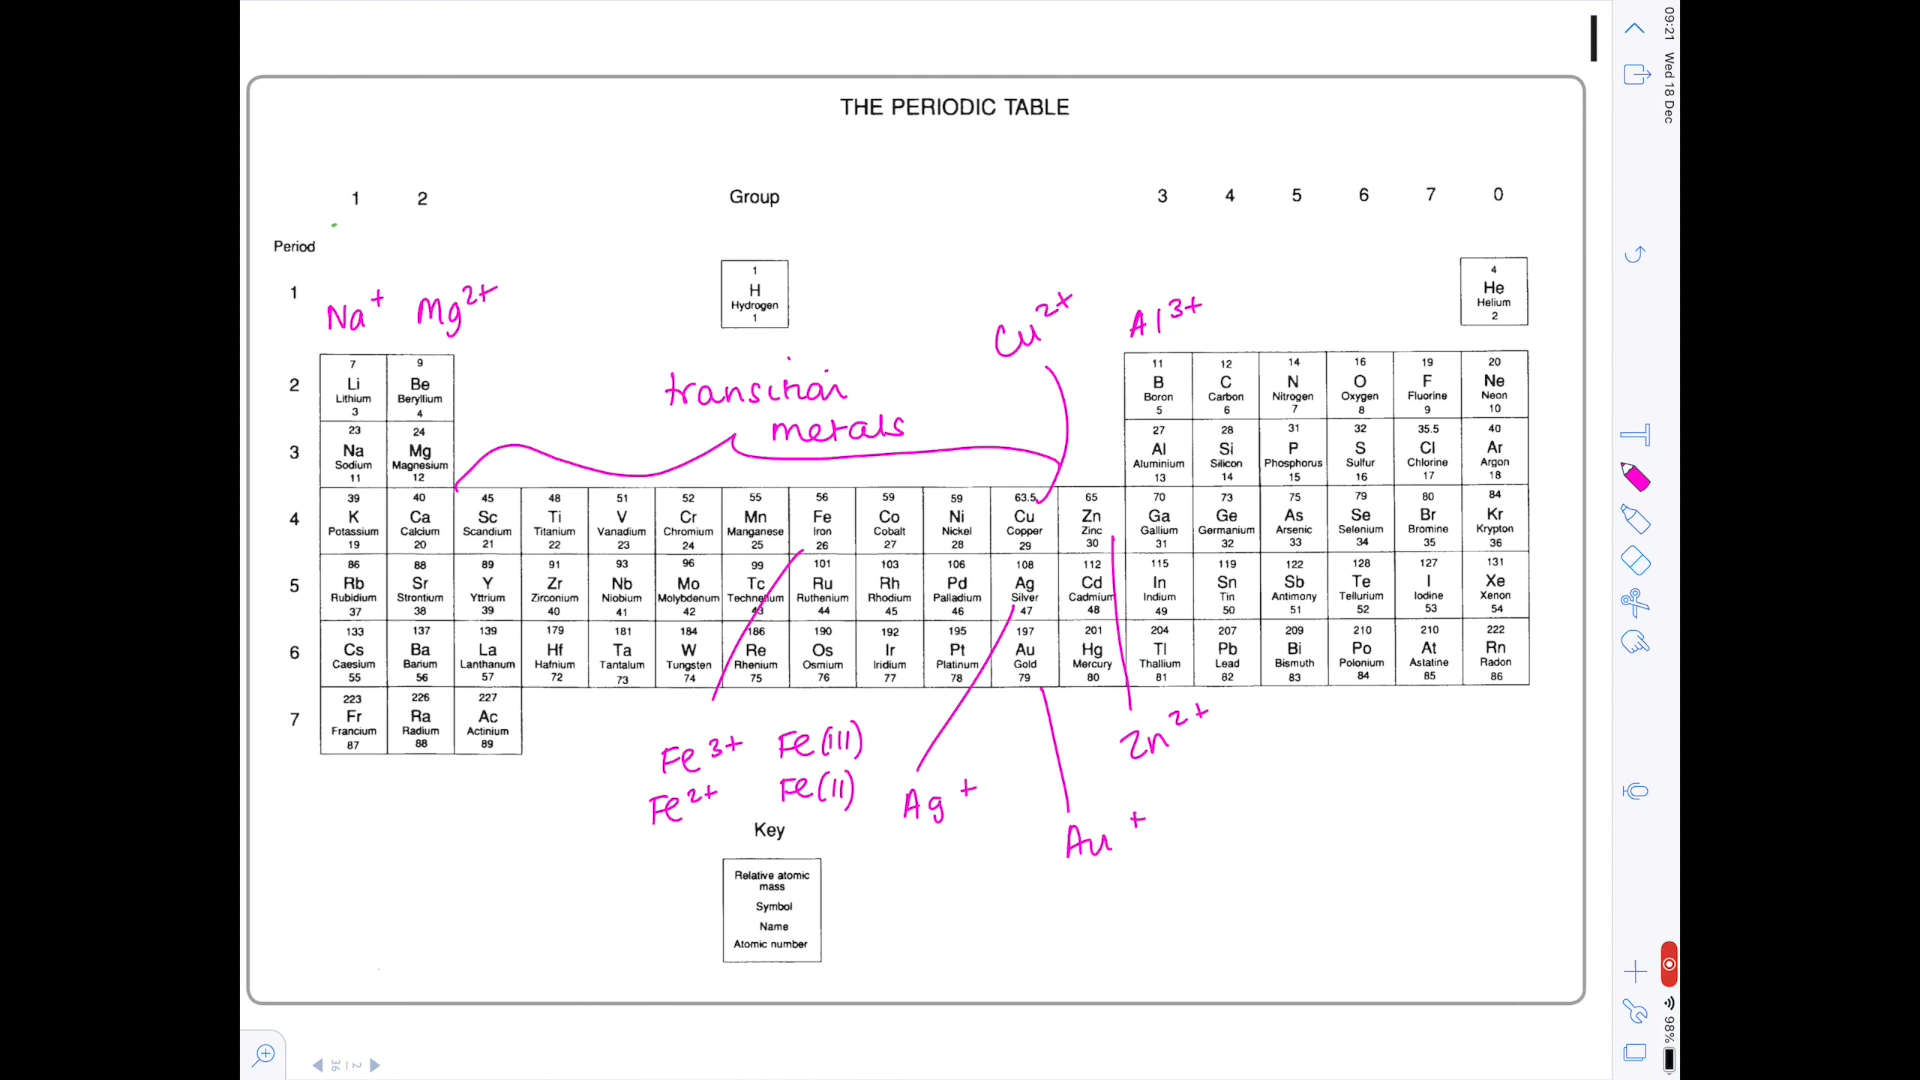 THE PERIODIC TABLE
1 2 Group 3 4 5 6 7 0
Period
1
1 H Hydrogen 1
4 He Helium 2
Na+ Mg2+ Cu2+ Al3+
transition
metals
2
7 Li Lithium 3
9 Be Beryllium 4
11 B Boron 5
12 C Carbon 6
14 N Nitrogen 7
16 O Oxygen 8
19 F Fluorine 9
20 Ne Neon 10
3
23 Na Sodium 11
24 Mg Magnesium 12
27 Al Aluminium 13
28 Si Silicon 14
31 P Phosphorus 15
32 S Sulfur 16
35.5 Cl Chlorine 17
40 Ar Argon 18
4
39 K Potassium 19
40 Ca Calcium 20
45 Sc Scandium 21
48 Ti Titanium 22
51 V Vanadium 23
52 Cr Chromium 24
55 Mn Manganese 25
56 Fe Iron 26
59 Co Cobalt 27
59 Ni Nickel 28
63.5 Cu Copper 29
65 Zn Zinc 30
70 Ga Gallium 31
73 Ge Germanium 32
75 As Arsenic 33
79 Se Selenium 34
80 Br Bromine 35
84 Kr Krypton 36
5
86 Rb Rubidium 37
88 Sr Strontium 38
89 Y Yttrium 39
91 Zr Zirconium 40
93 Nb Niobium 41
96 Mo Molybdenum 42
99 Tc Technetium 43
101 Ru Ruthenium 44
103 Rh Rhodium 45
106 Pd Palladium 46
108 Ag Silver 47
112 Cd Cadmium 48
115 In Indium 49
119 Sn Tin 50
122 Sb Antimony 51
128 Te Tellurium 52
127 I Iodine 53
131 Xe Xenon 54
6
133 Cs Caesium 55
137 Ba Barium 56
139 La Lanthanum 57
179 Hf Hafnium 72
181 Ta Tantalum 73
184 W Tungsten 74
186 Re Rhenium 75
190 Os Osmium 76
192 Ir Iridium 77
195 Pt Platinum 78
197 Au Gold 79
201 Hg Mercury 80
204 Tl Thallium 81
207 Pb Lead 82
209 Bi Bismuth 83
210 Po Polonium 84
210 At Astatine 85
222 Rn Radon 86
7
223 Fr Francium 87
226 Ra Radium 88
227 Ac Actinium 89
Fe3+ Fe(III)
Fe2+ Fe(II)
Ag+
Au+
Zn2+
Key
Relative atomic
mass
Symbol
Name
Atomic number
09:21 Wed 18 Dec
98%
2 | 36